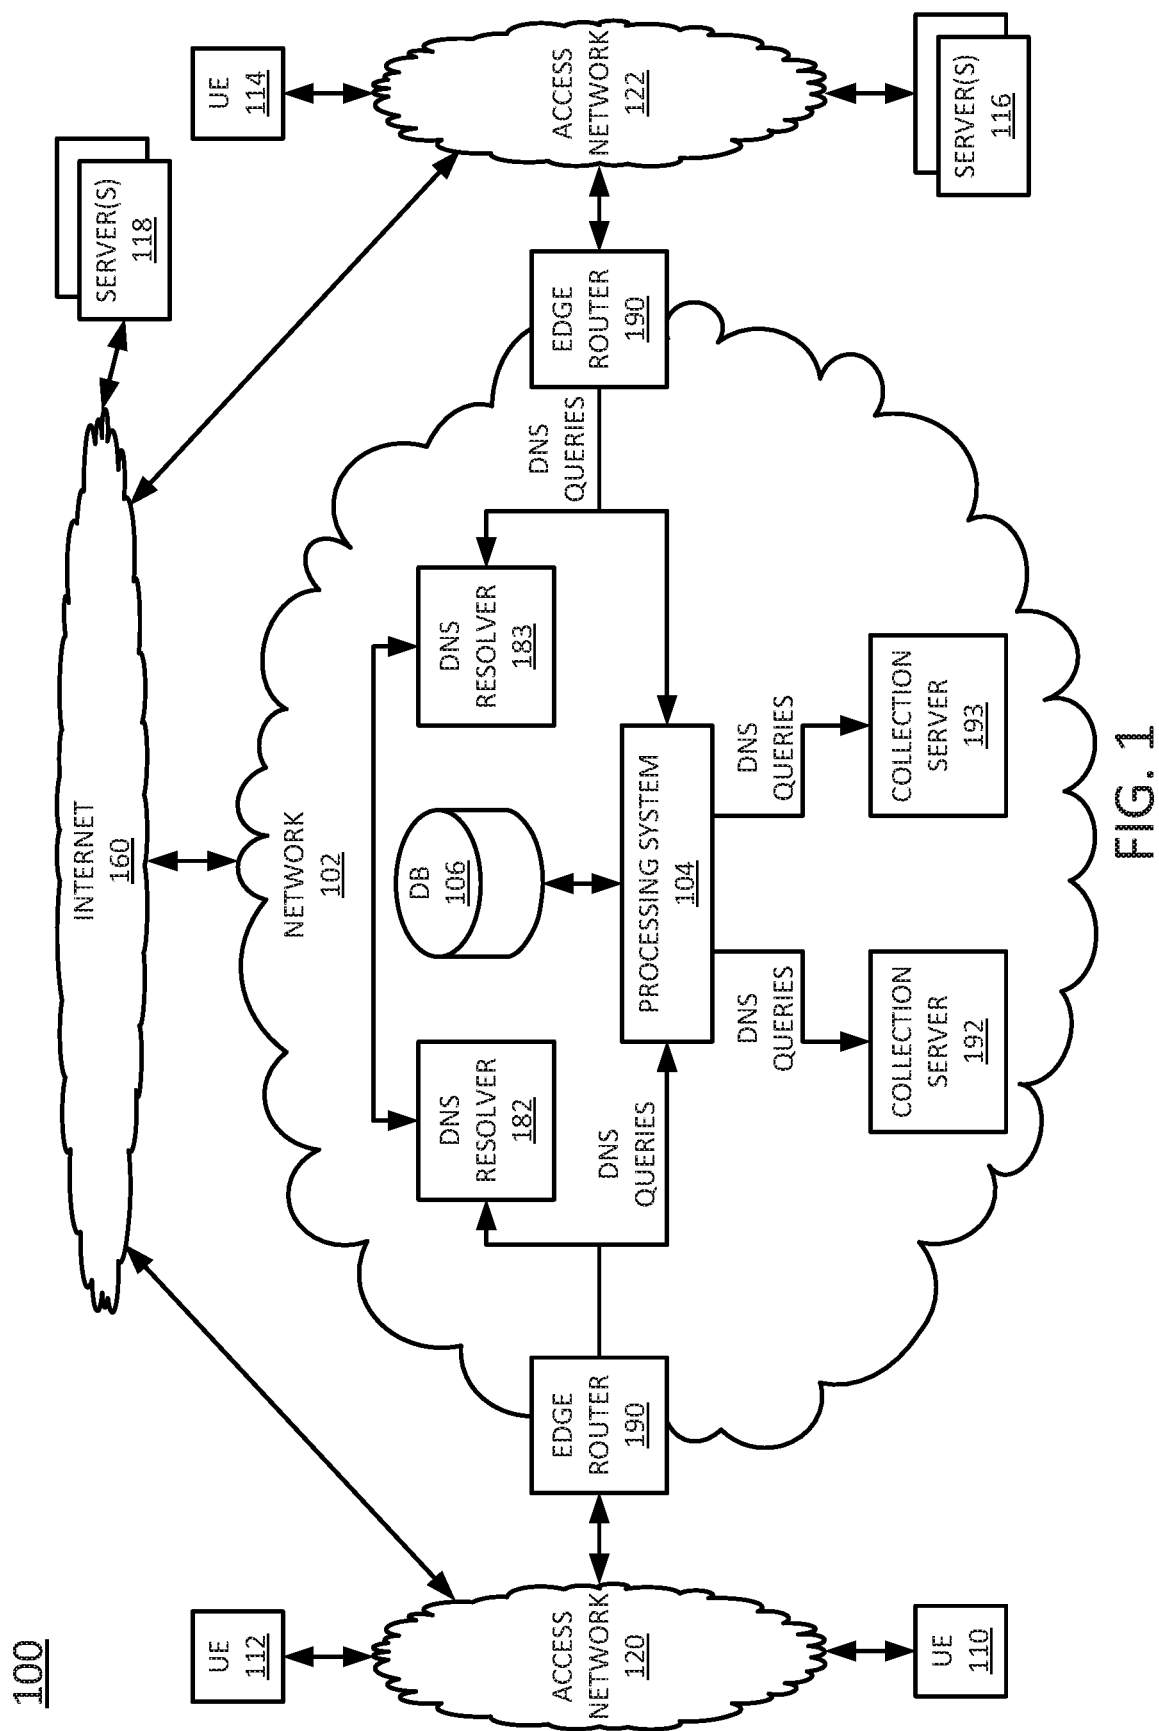 100
INTERNET
160
SERVER(S)
118
UE
112
UE
114
NETWORK
102
ACCESS
NETWORK
120
ACCESS
NETWORK
122
DNS
RESOLVER
182
DB
106
DNS
RESOLVER
183
EDGE
ROUTER
190
EDGE
ROUTER
190
DNS
QUERIES
DNS
QUERIES
PROCESSING SYSTEM
104
DNS
QUERIES
DNS
QUERIES
UE
110
COLLECTION
SERVER
192
COLLECTION
SERVER
193
SERVER(S)
116
FIG. 1